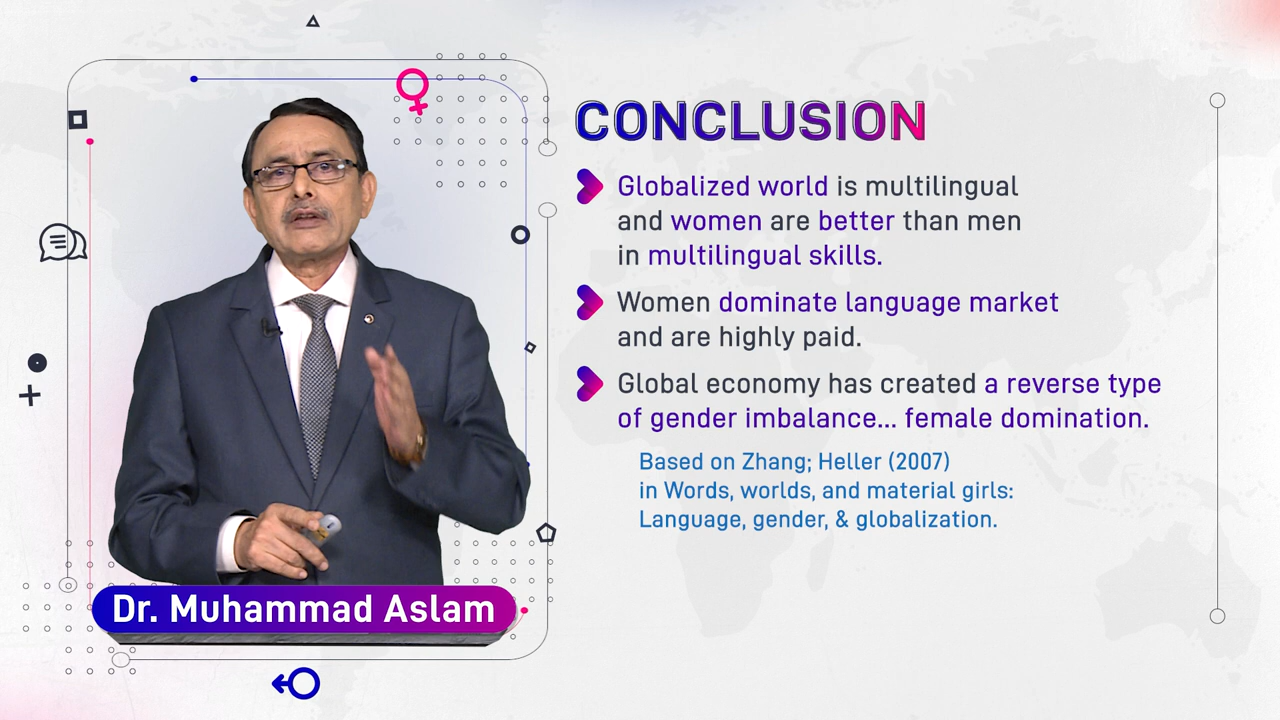 CONCLUSION
Globalized world is multilingual
and women are better than men
in multilingual skills.
Women dominate language market
and are highly paid.
Global economy has created a reverse type
of gender imbalance... female domination.
Based on Zhang; Heller (2007)
in Words, worlds, and material girls:
Language, gender, & globalization.
Dr. Muhammad Aslam